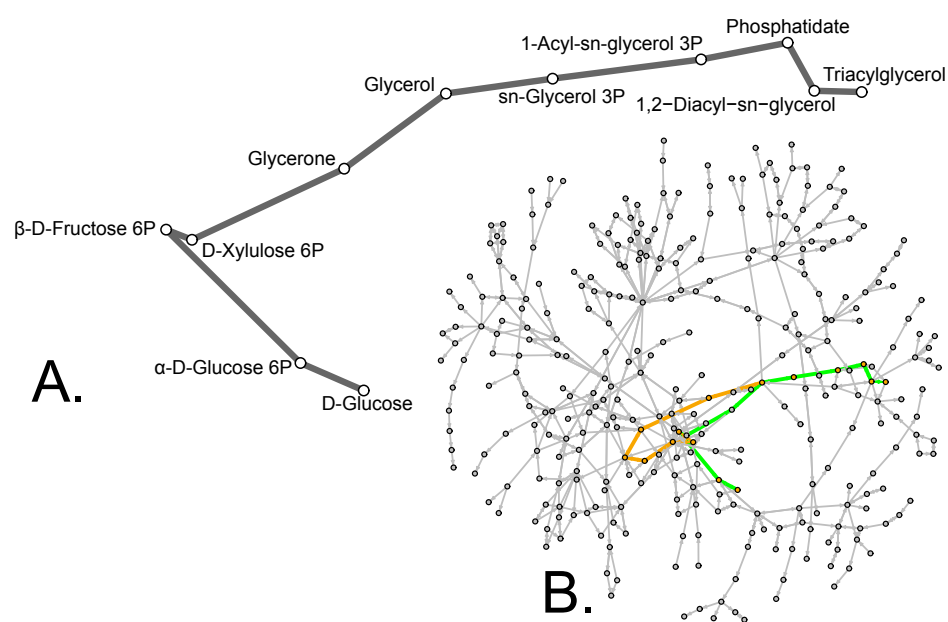 Phosphatidate
1-Acyl-sn-glycerol 3P
Triacylglycerol
Glycerol
sn-Glycerol 3P
1,2−Diacyl−sn−glycerol
Glycerone
β-D-Fructose 6P
D-Xylulose 6P
α-D-Glucose 6P
D-Glucose
A.
B.